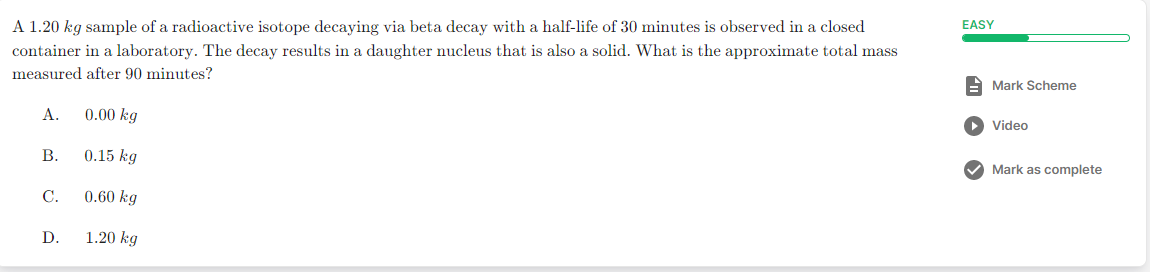 A 1.20 kg sample of a radioactive isotope decaying via beta decay with a half-life of 30 minutes is observed in a closed
container in a laboratory. The decay results in a daughter nucleus that is also a solid. What is the approximate total mass
measured after 90 minutes?
A. 0.00 kg
B. 0.15 kg
C. 0.60 kg
D. 1.20 kg
EASY
Mark Scheme
Video
Mark as complete